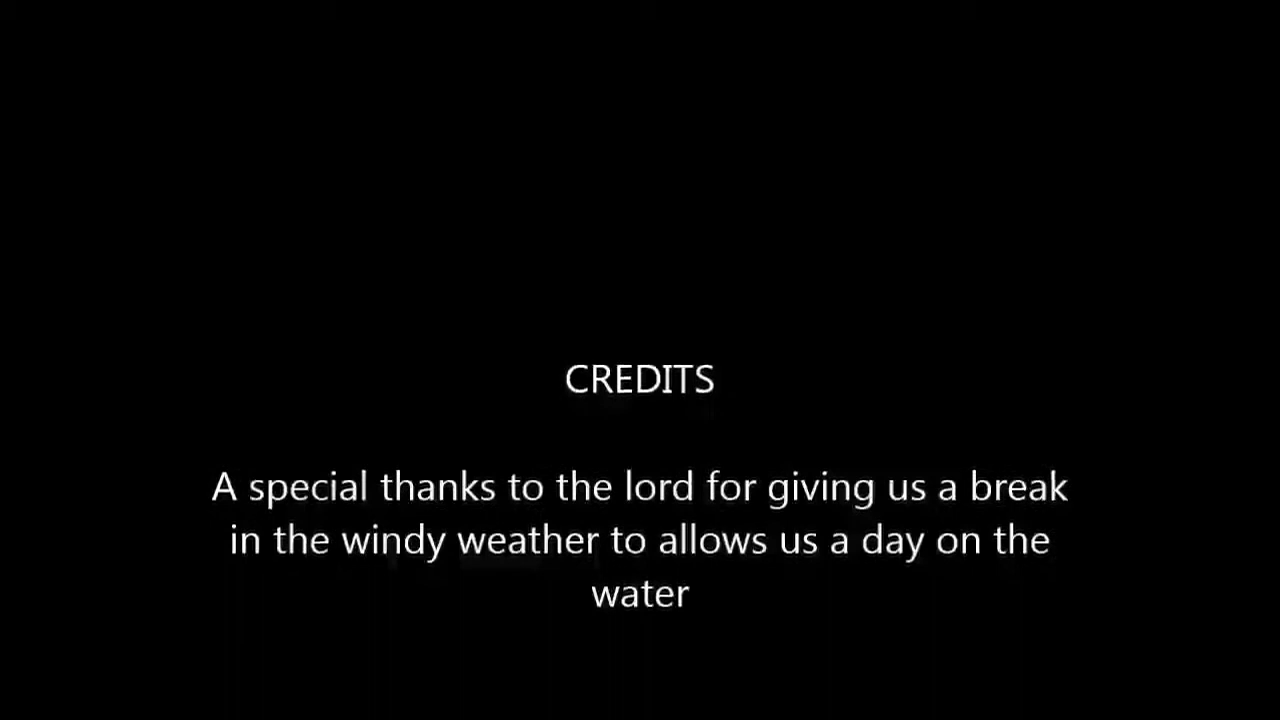 CREDITS
A special thanks to the lord for giving us a break
in the windy weather to allows us a day on the
water